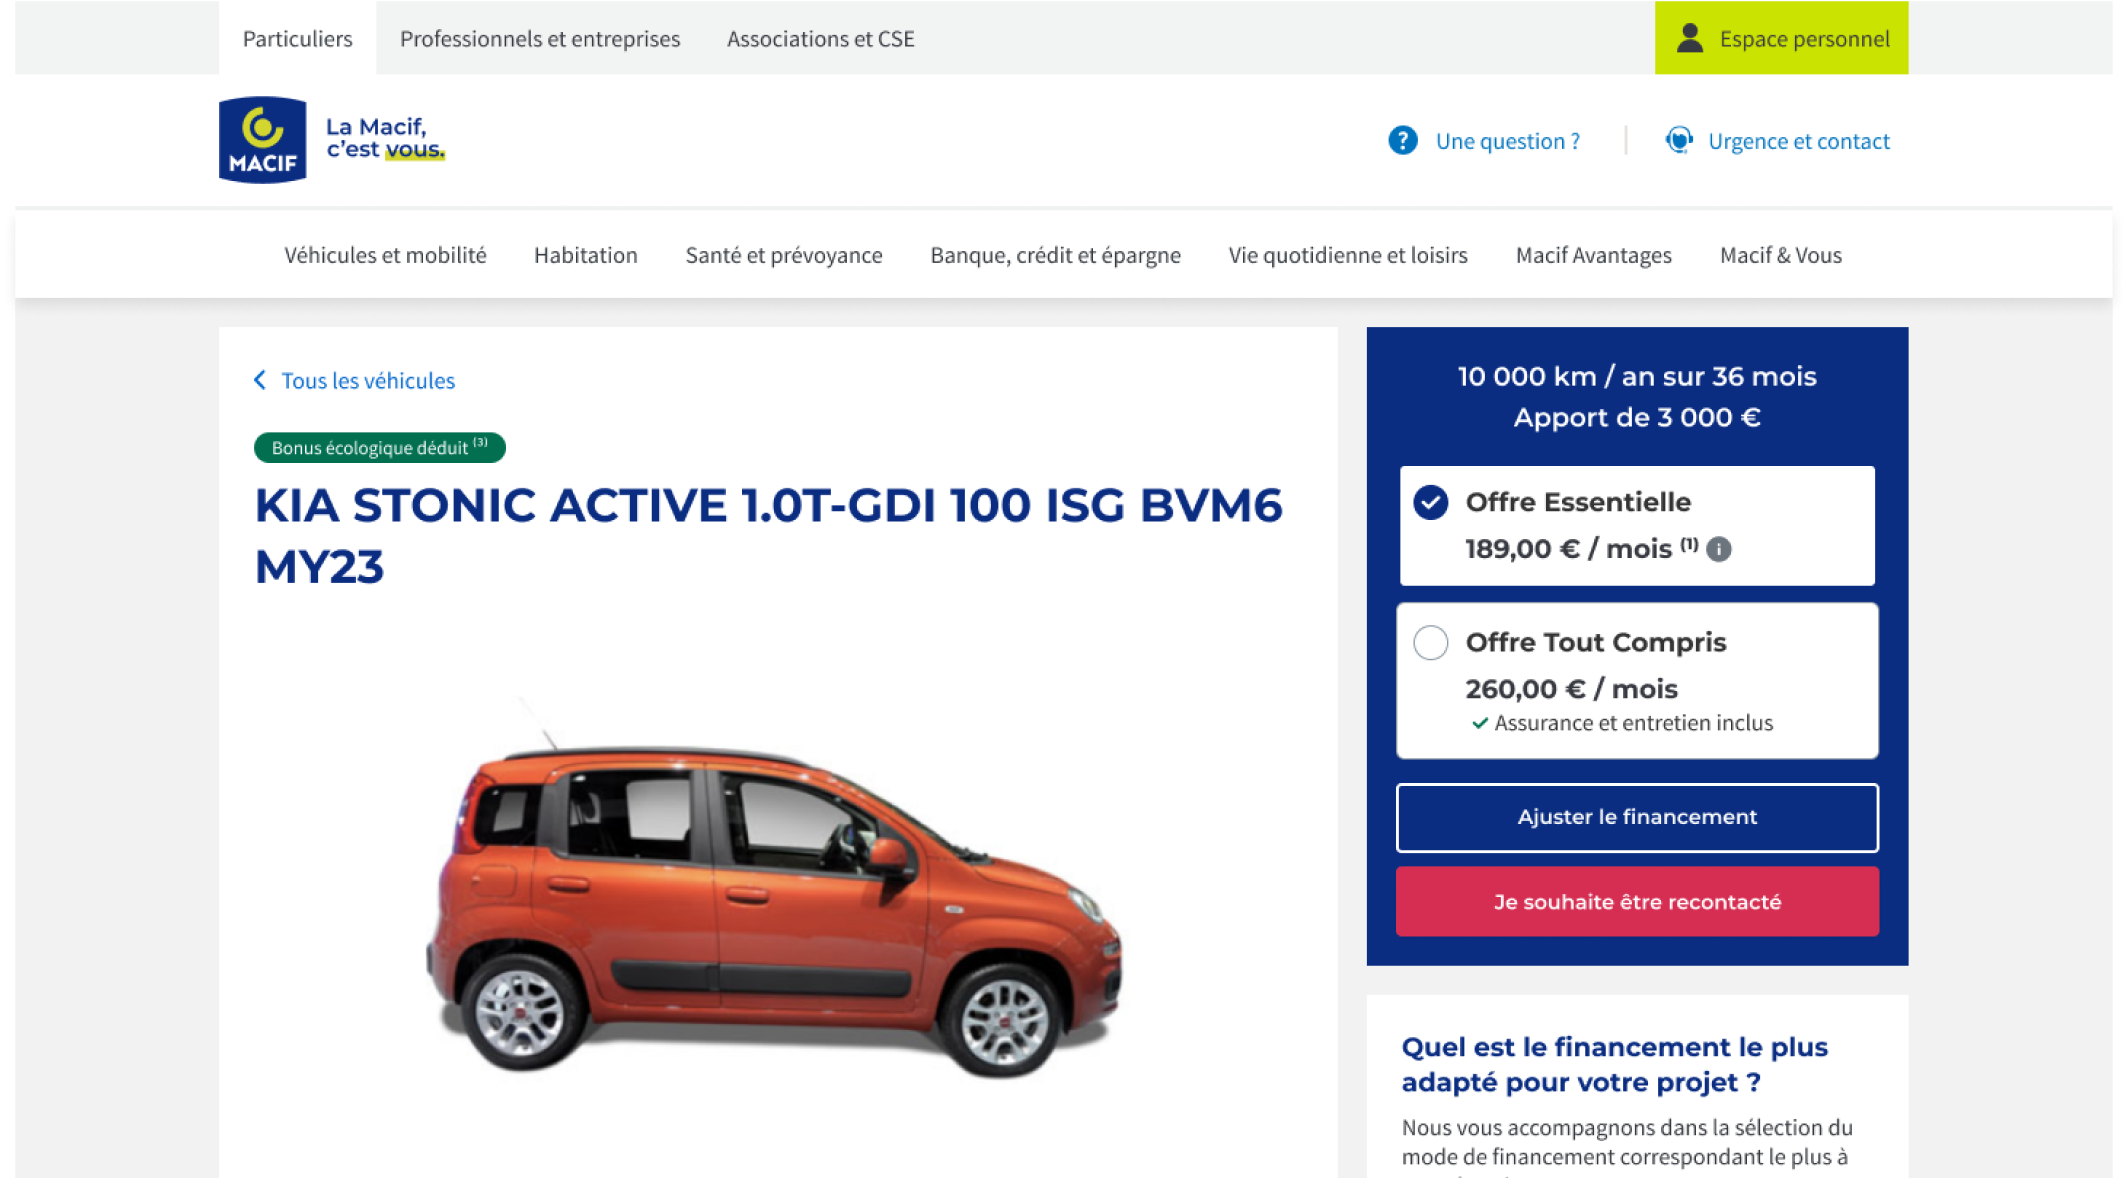 Particuliers
Professionnels et entreprises
Associations et CSE
Espace personnel
MACIF
La Macif,
c'est vous.
?
Une question ?
Urgence et contact
Véhicules et mobilité
Habitation
Santé et prévoyance
Banque, crédit et épargne
Vie quotidienne et loisirs
Macif Avantages
Macif & Vous
Tous les véhicules
Bonus écologique déduit (3)
KIA STONIC ACTIVE 1.0T-GDI 100 ISG BVM6
MY23
10 000 km / an sur 36 mois
Apport de 3 000 €
Offre Essentielle
189,00 € / mois (1) i
Offre Tout Compris
260,00 € / mois
Assurance et entretien inclus
Ajuster le financement
Je souhaite être recontacté
Quel est le financement le plus
adapté pour votre projet ?
Nous vous accompagnons dans la sélection du
mode de financement correspondant le plus à